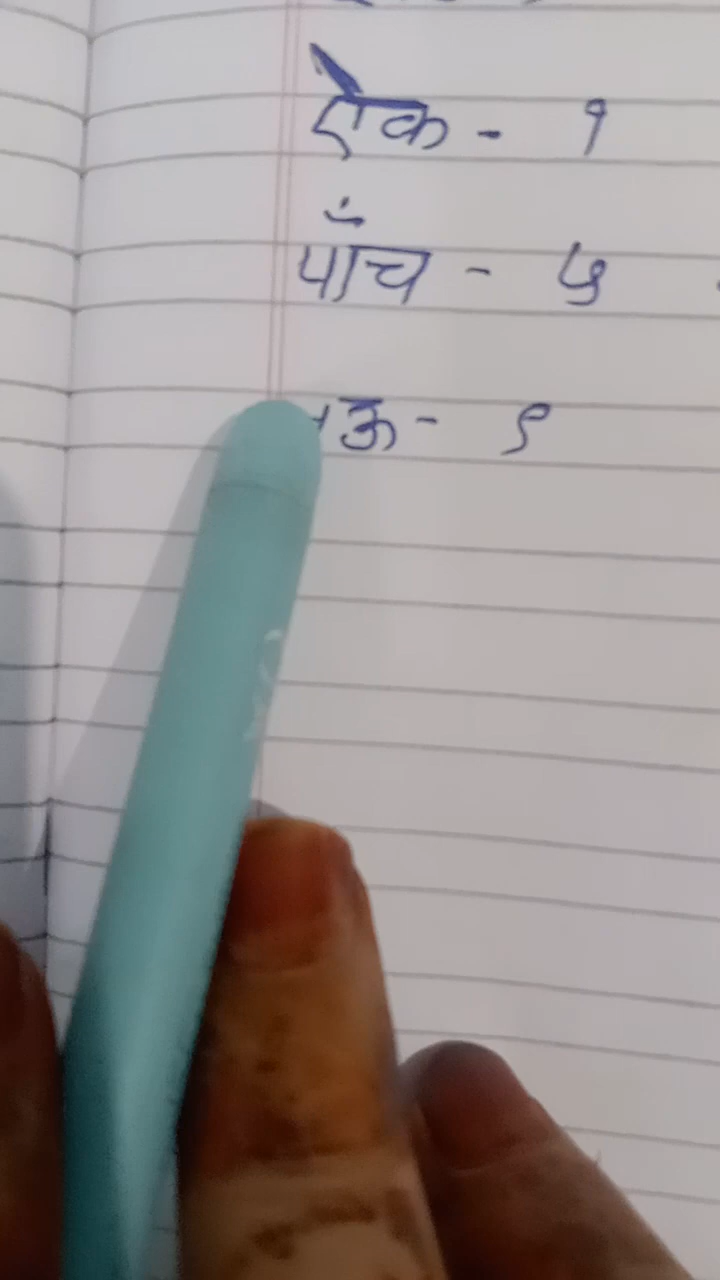 ऐक - १
पाँच - ५
ऊ - ९